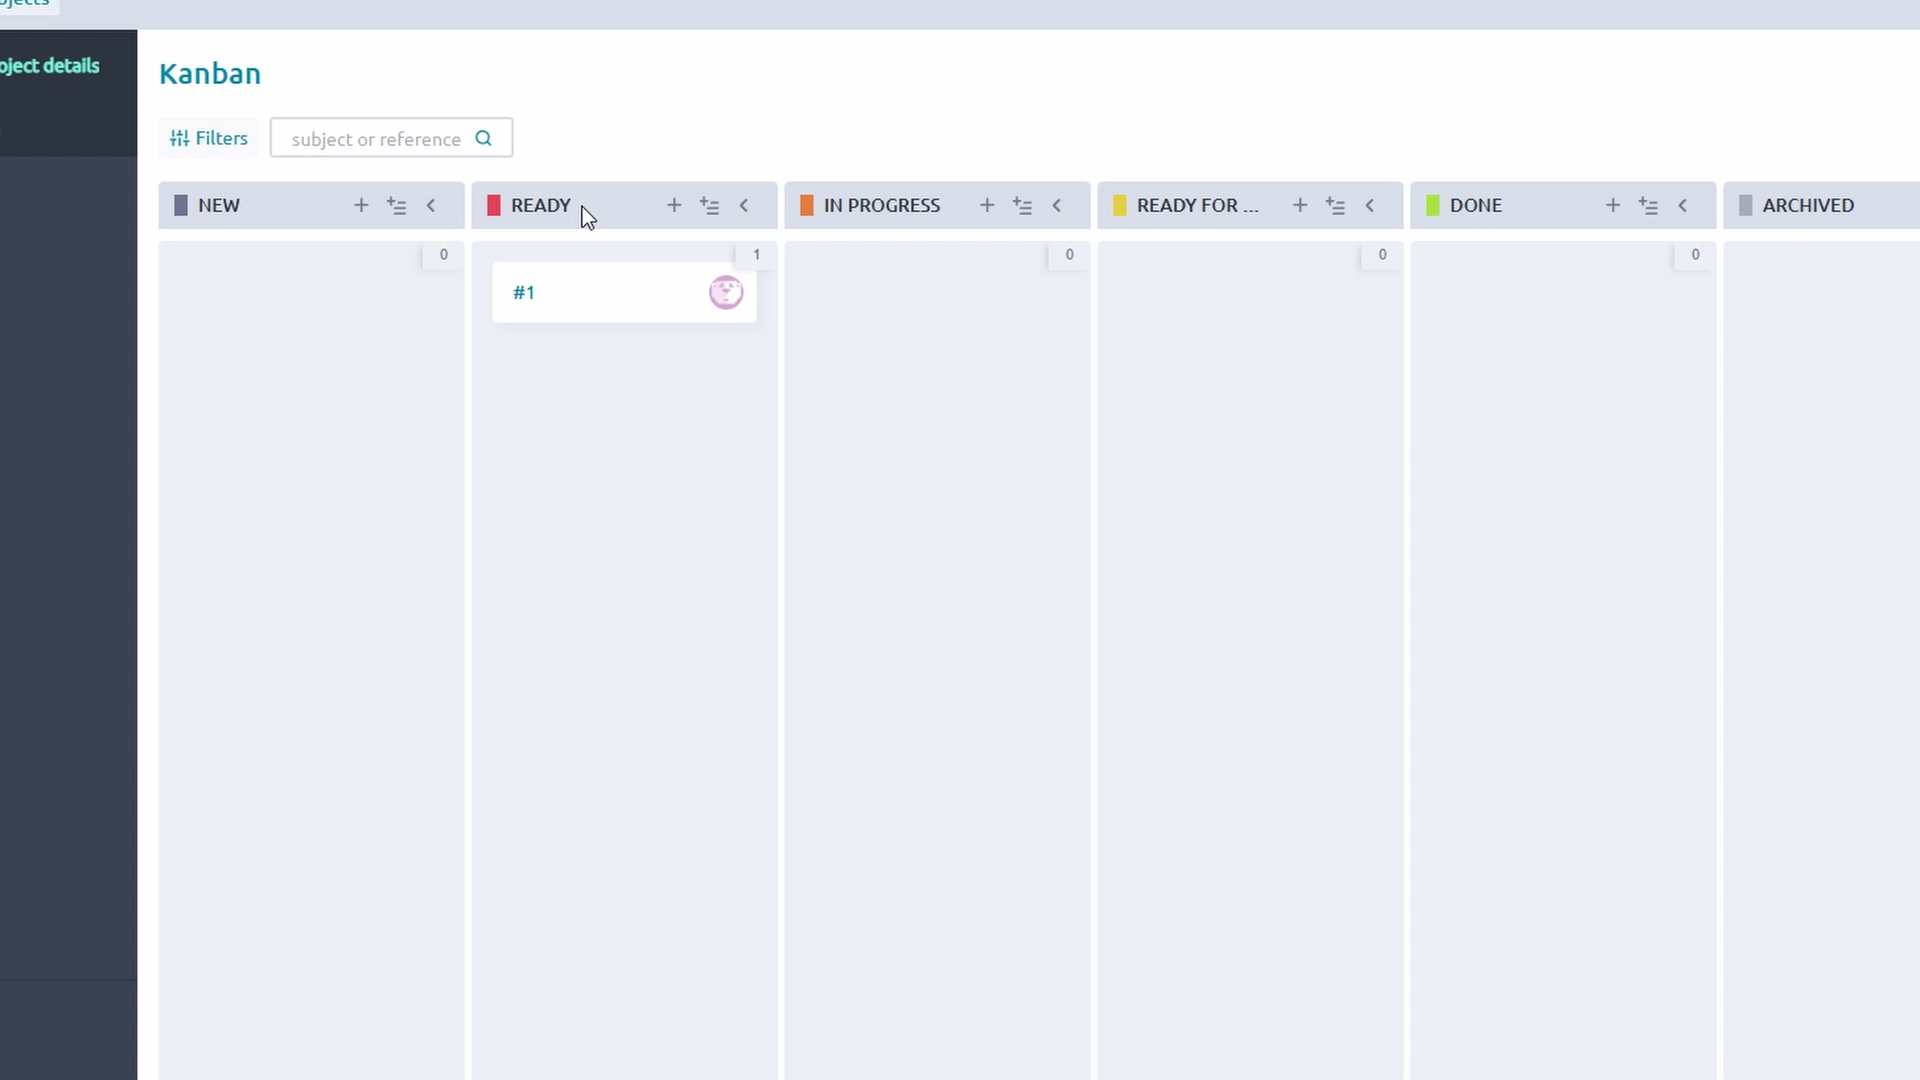 oject details
Kanban
Filters
subject or reference
NEW
READY
IN PROGRESS
READY FOR ...
DONE
ARCHIVED
0
1
0
0
0
#1